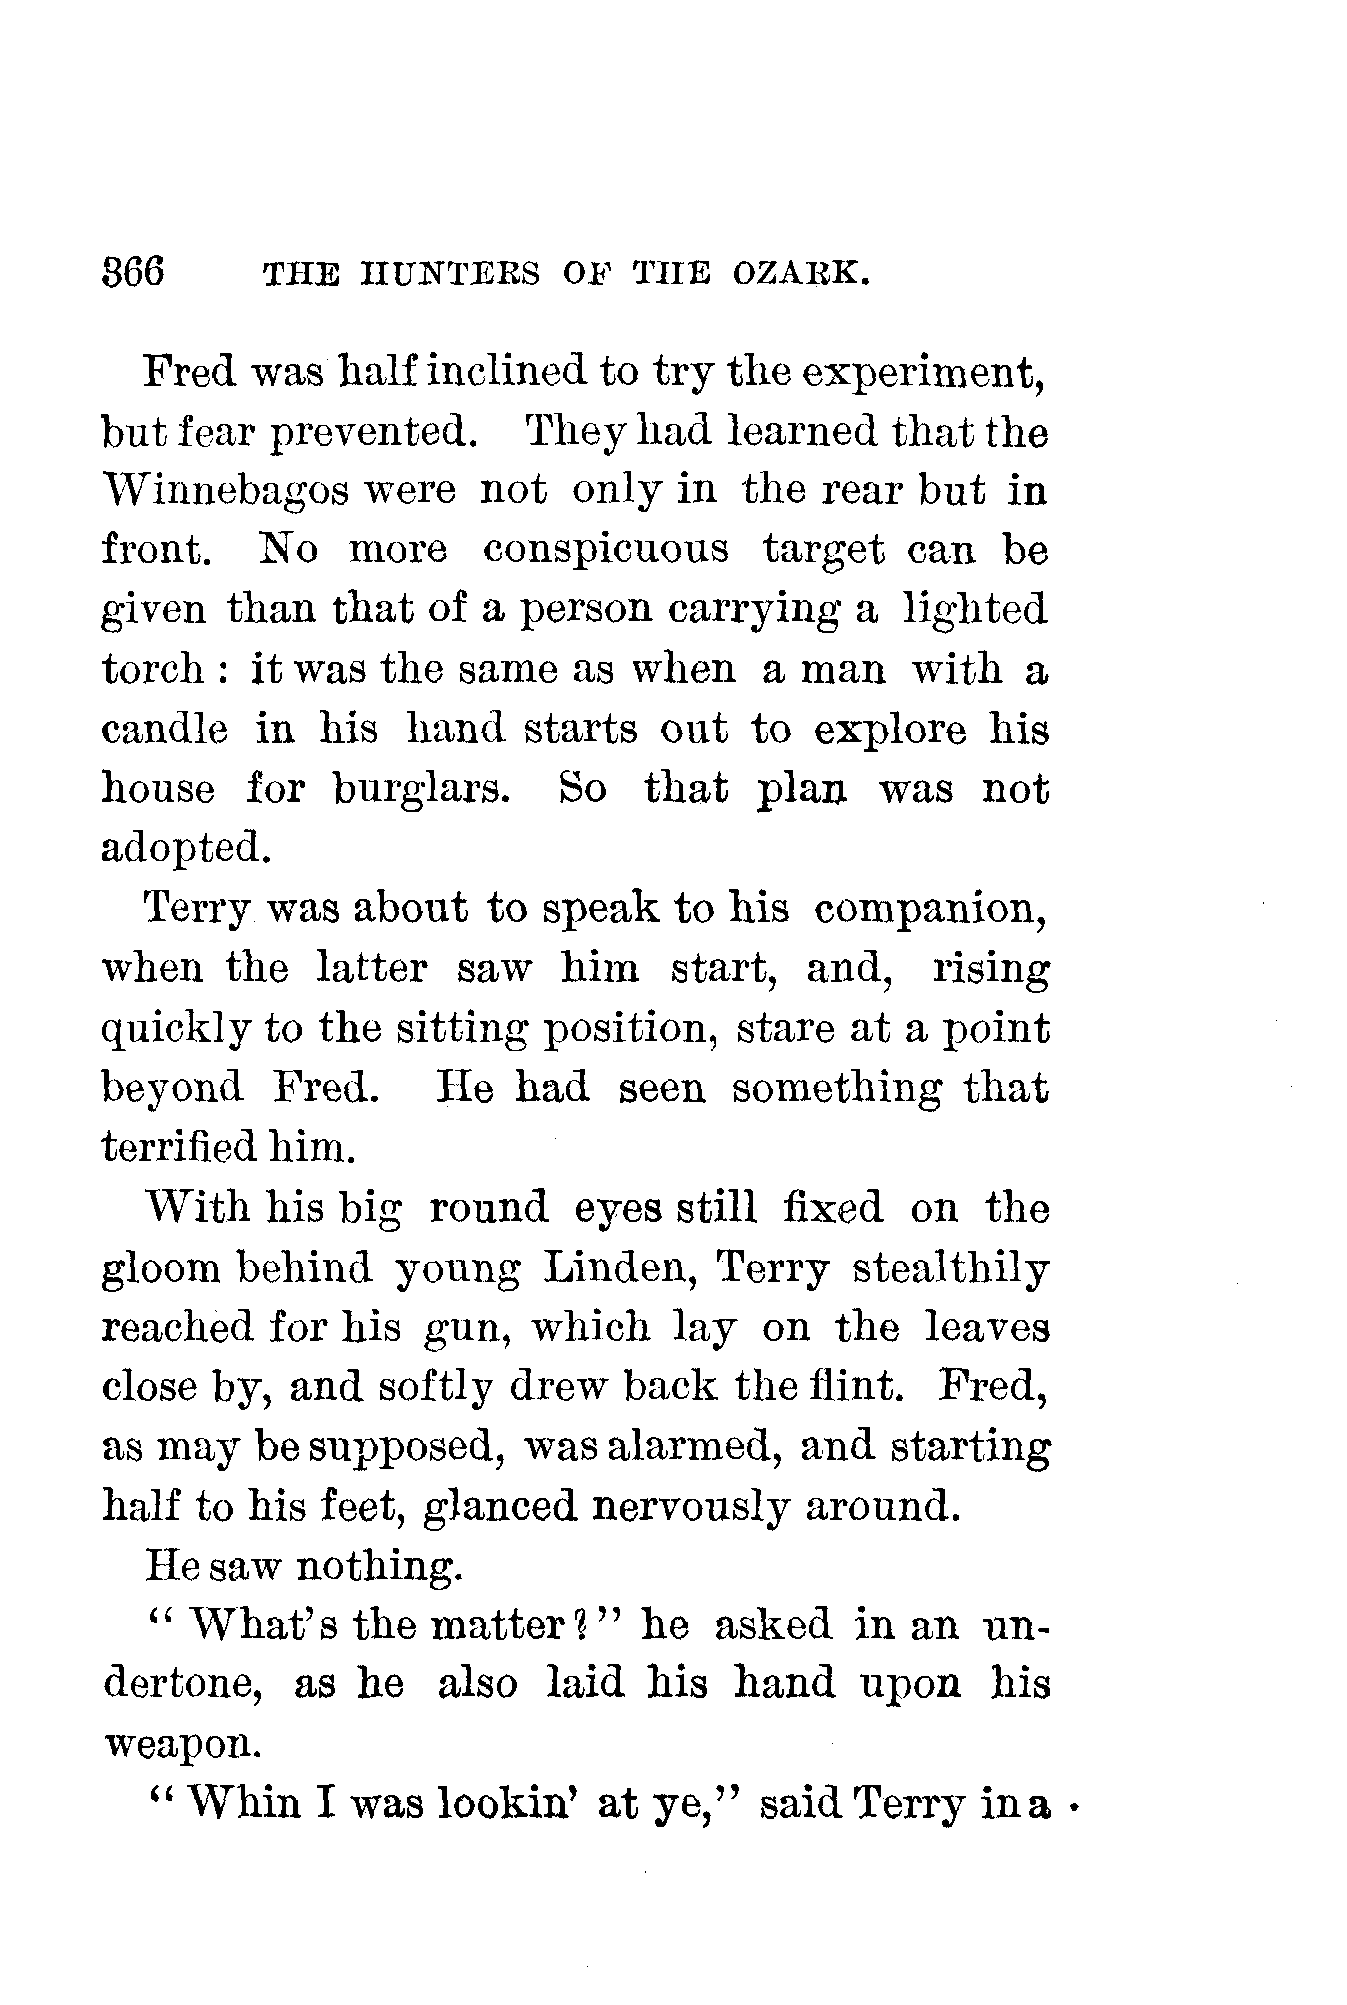 366 THE HUNTERS OF THE OZARK.
Fred was half inclined to try the experiment,
but fear prevented. They had learned that the
Winnebagos were not only in the rear but in
front. No more conspicuous target can be
given than that of a person carrying a lighted
torch : it was the same as when a man with a
candle in his hand starts out to explore his
house for burglars. So that plan was not
adopted.
Terry was about to speak to his companion,
when the latter saw him start, and, rising
quickly to the sitting position, stare at a point
beyond Fred. He had seen something that
terrified him.
With his big round eyes still fixed on the
gloom behind young Linden, Terry stealthily
reached for his gun, which lay on the leaves
close by, and softly drew back the flint. Fred,
as may be supposed, was alarmed, and starting
half to his feet, glanced nervously around.
He saw nothing.
“ What’s the matter?” he asked in an un-
dertone, as he also laid his hand upon his
weapon.
“ Whin I was lookin’ at ye,” said Terry in a